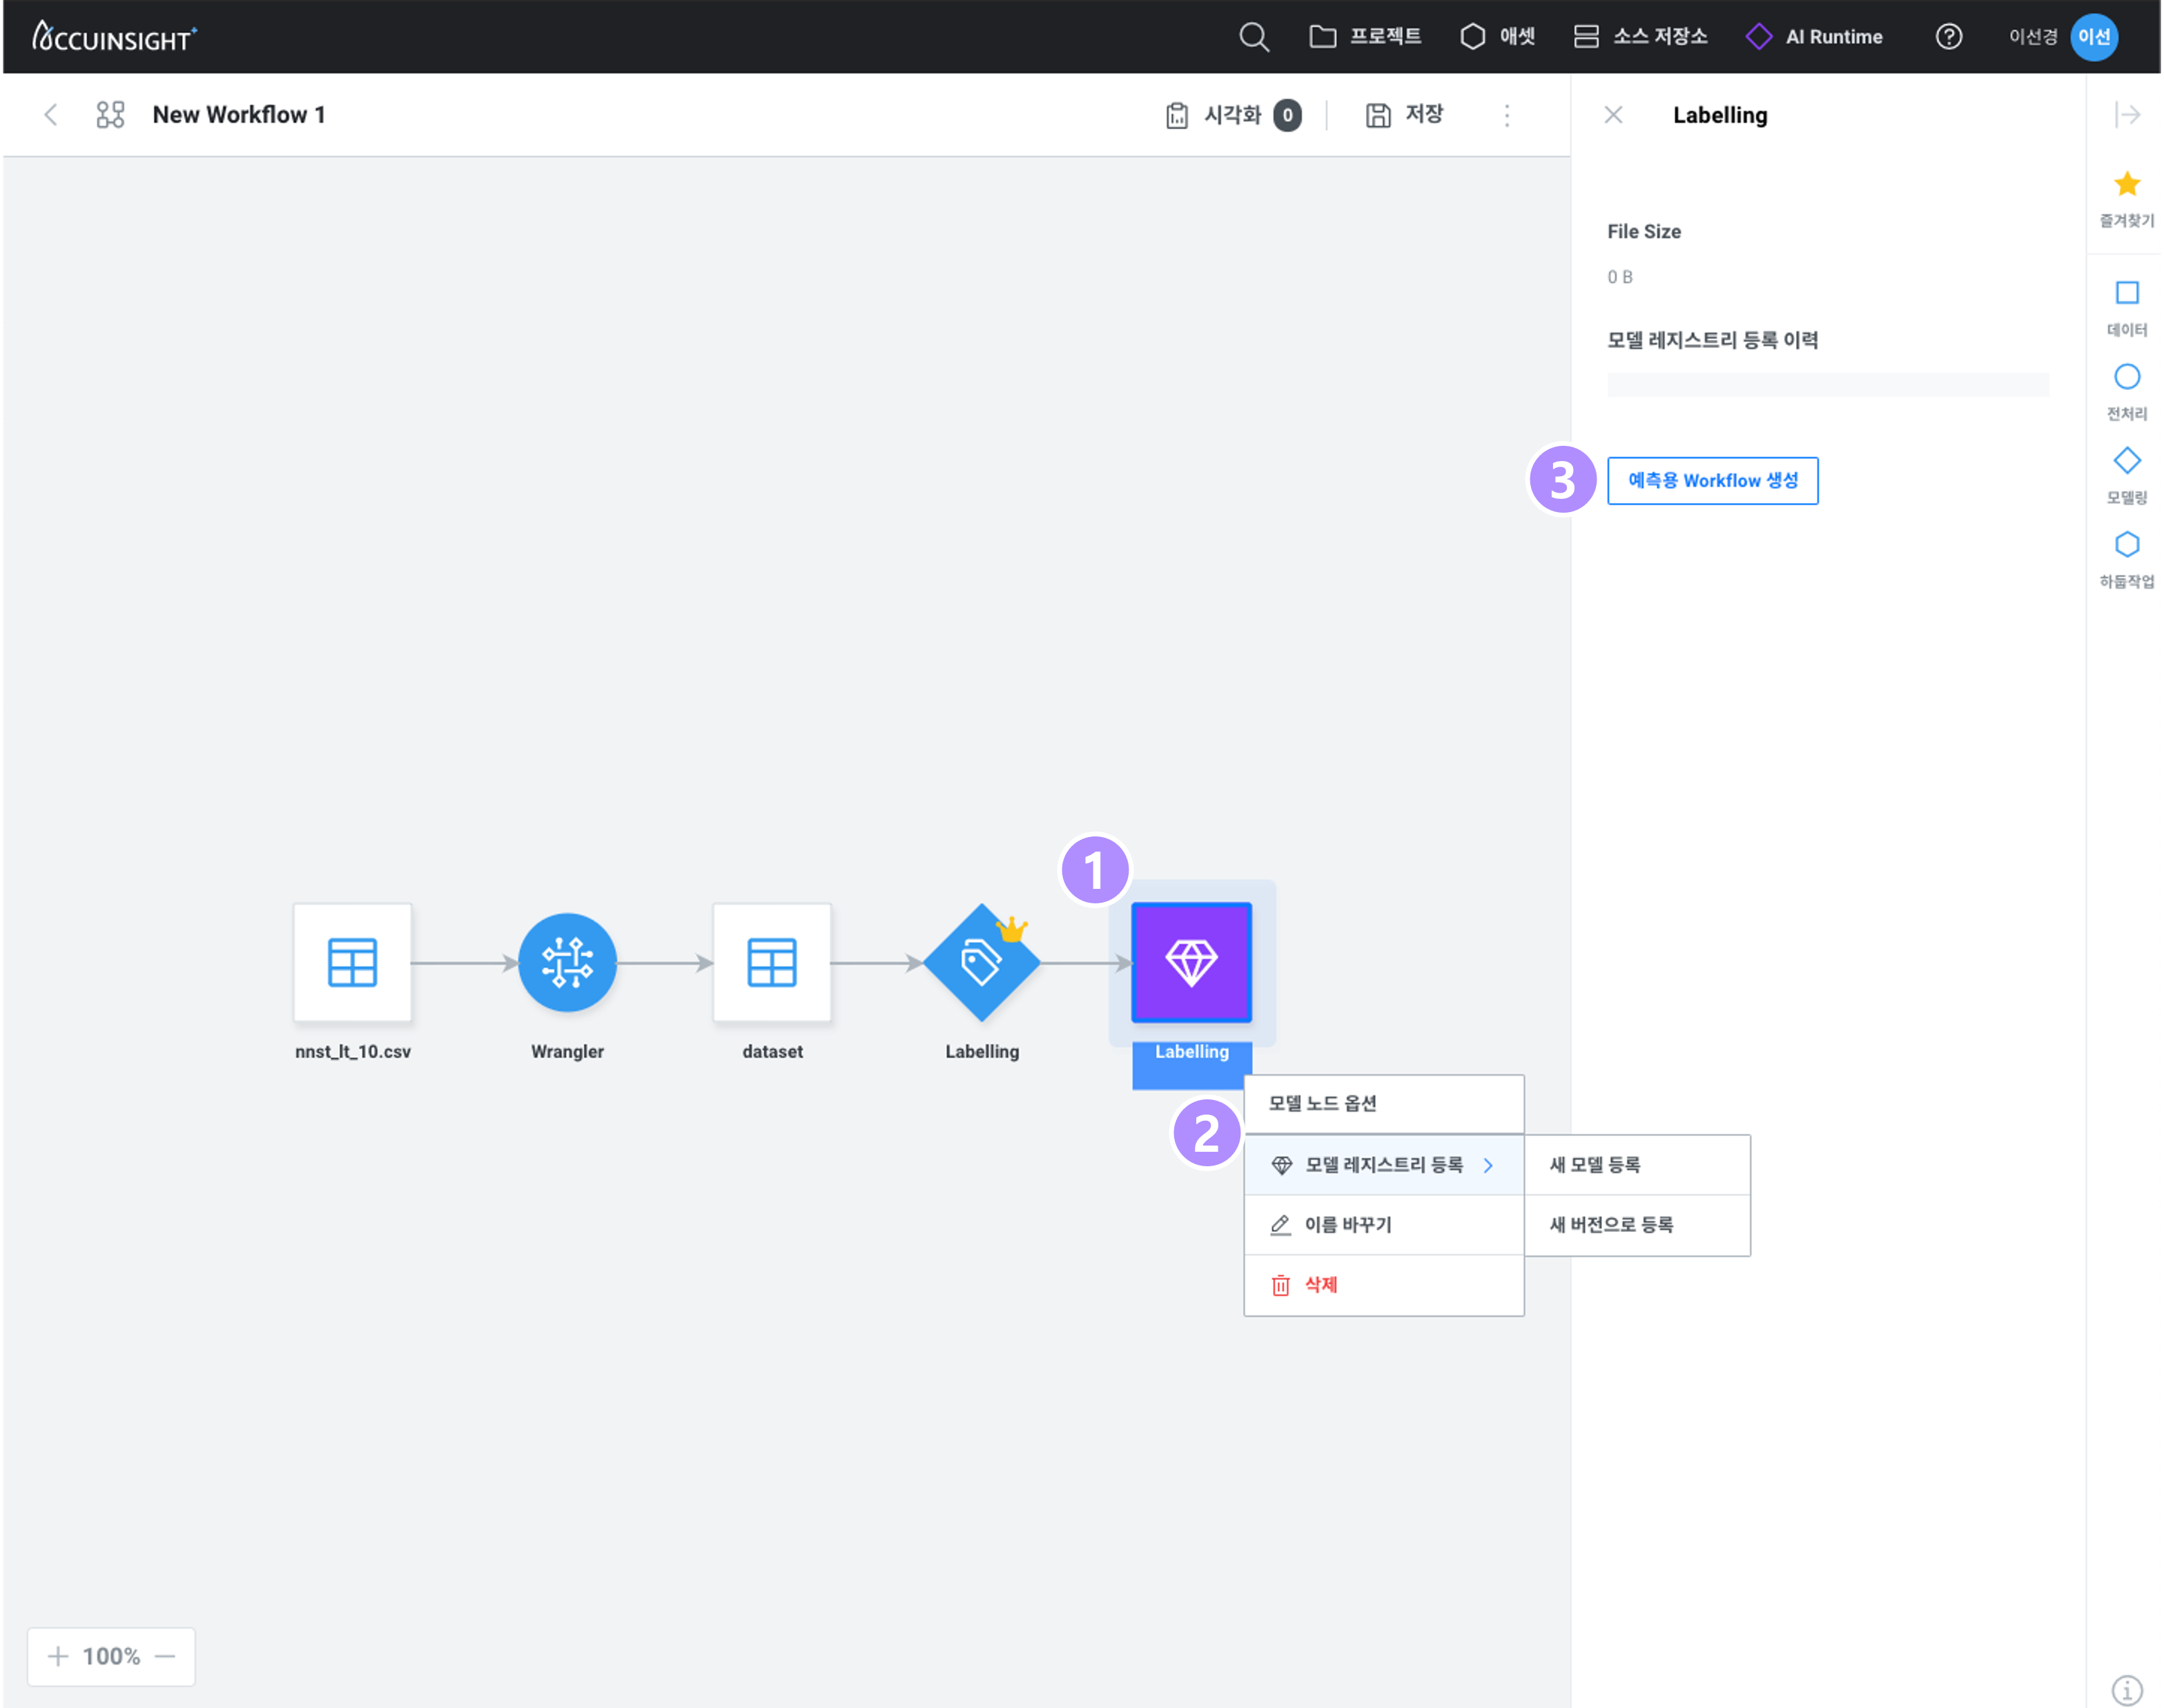 ACCUINSIGHT+
프로젝트
애셋
소스 저장소
AI Runtime
이선경
이선
New Workflow 1
시각화 0
저장
Labelling
즐겨찾기
File Size
0 B
데이터
모델 레지스트리 등록 이력
전처리
3
예측용 Workflow 생성
모델링
하둡작업
1
nnst_lt_10.csv
Wrangler
dataset
Labelling
Labelling
모델 노드 옵션
2
모델 레지스트리 등록
새 모델 등록
이름 바꾸기
새 버전으로 등록
삭제
100%